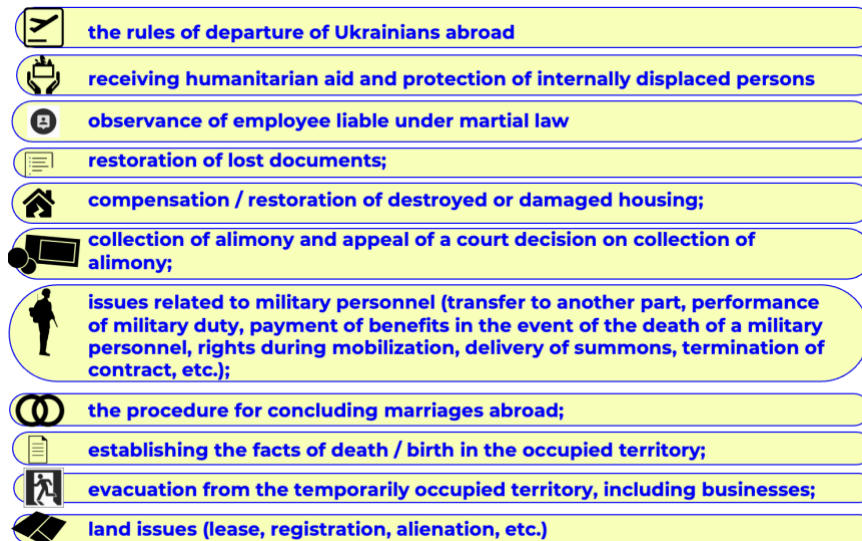 the rules of departure of Ukrainians abroad
receiving humanitarian aid and protection of internally displaced persons
observance of employee liable under martial law
restoration of lost documents;
compensation / restoration of destroyed or damaged housing;
collection of alimony and appeal of a court decision on collection of
alimony;
issues related to military personnel (transfer to another part, performance
of military duty, payment of benefits in the event of the death of a military
personnel, rights during mobilization, delivery of summons, termination of
contract, etc.);
the procedure for concluding marriages abroad;
establishing the facts of death / birth in the occupied territory;
evacuation from the temporarily occupied territory, including businesses;
land issues (lease, registration, alienation, etc.)